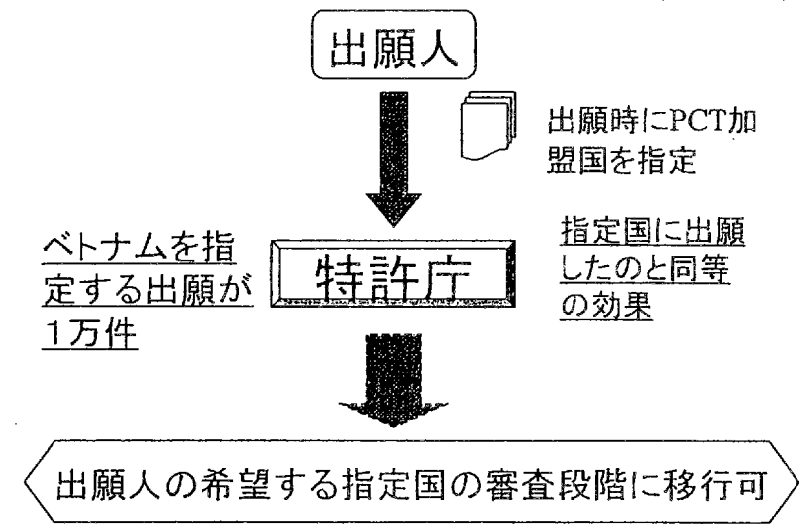 出願人
出願時にPCT加
盟国を指定
ベトナムを指
定する出願が
１万件
特許庁
指定国に出願
したのと同等
の効果
出願人の希望する指定国の審査段階に移行可